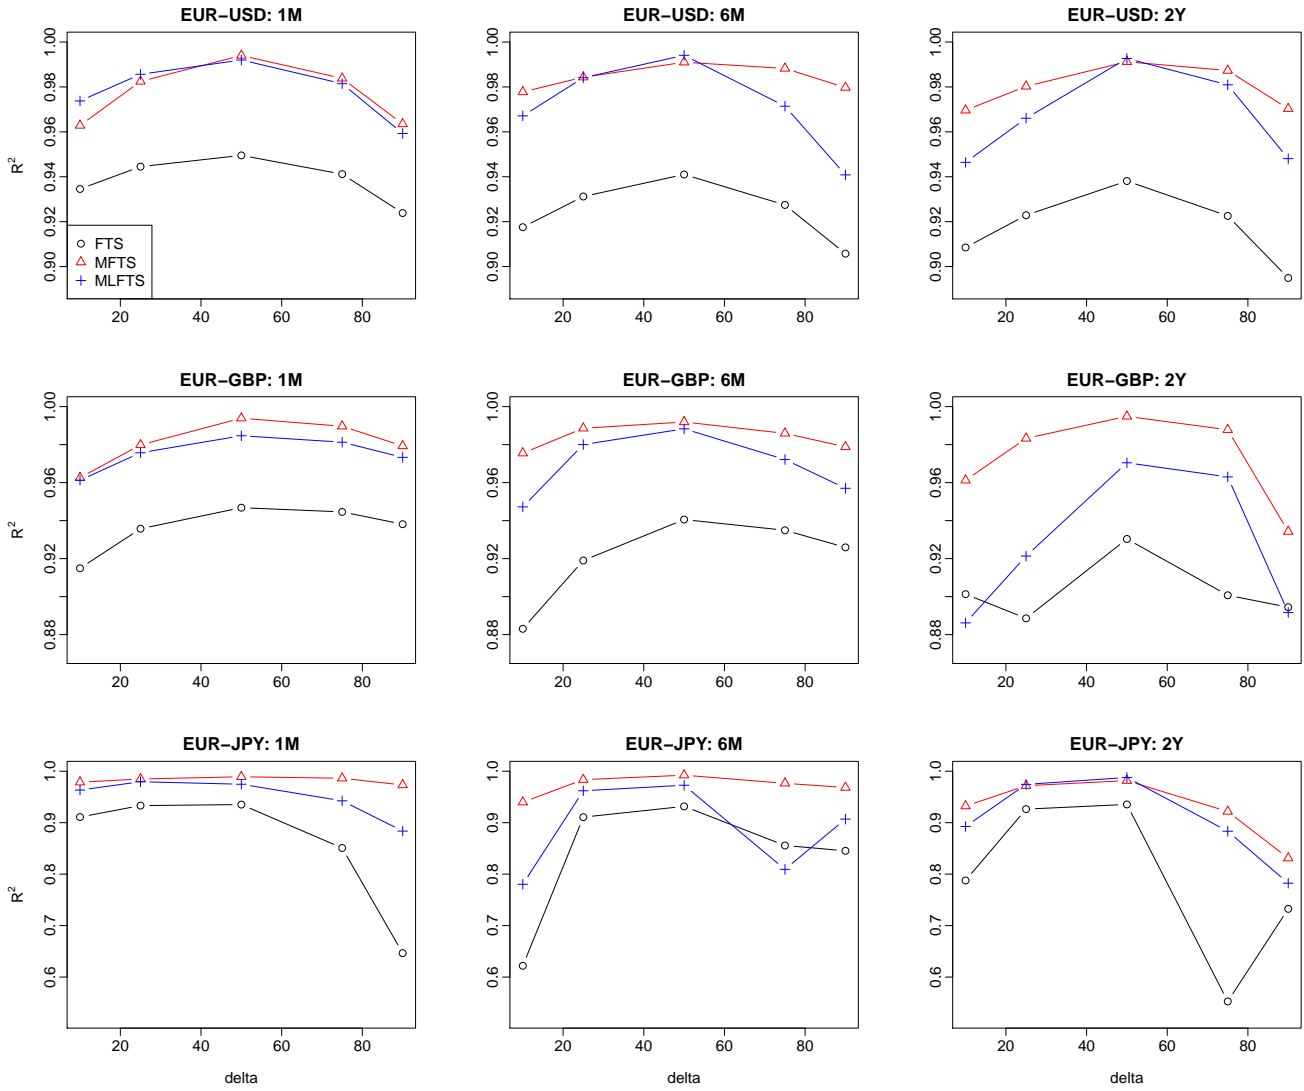 EUR−USD: 1M
EUR−USD: 6M
EUR−USD: 2Y
R²
1.00
0.98
0.96
0.94
0.92
0.90
FTS
MFTS
MLFTS
20 40 60 80
1.00
0.98
0.96
0.94
0.92
0.90
20 40 60 80
1.00
0.98
0.96
0.94
0.92
0.90
20 40 60 80
EUR−GBP: 1M
EUR−GBP: 6M
EUR−GBP: 2Y
R²
1.00
0.96
0.92
0.88
20 40 60 80
1.00
0.96
0.92
0.88
20 40 60 80
1.00
0.96
0.92
0.88
20 40 60 80
EUR−JPY: 1M
EUR−JPY: 6M
EUR−JPY: 2Y
R²
1.0
0.9
0.8
0.7
0.6
20 40 60 80
delta
1.0
0.9
0.8
0.7
0.6
20 40 60 80
delta
1.0
0.9
0.8
0.7
0.6
20 40 60 80
delta